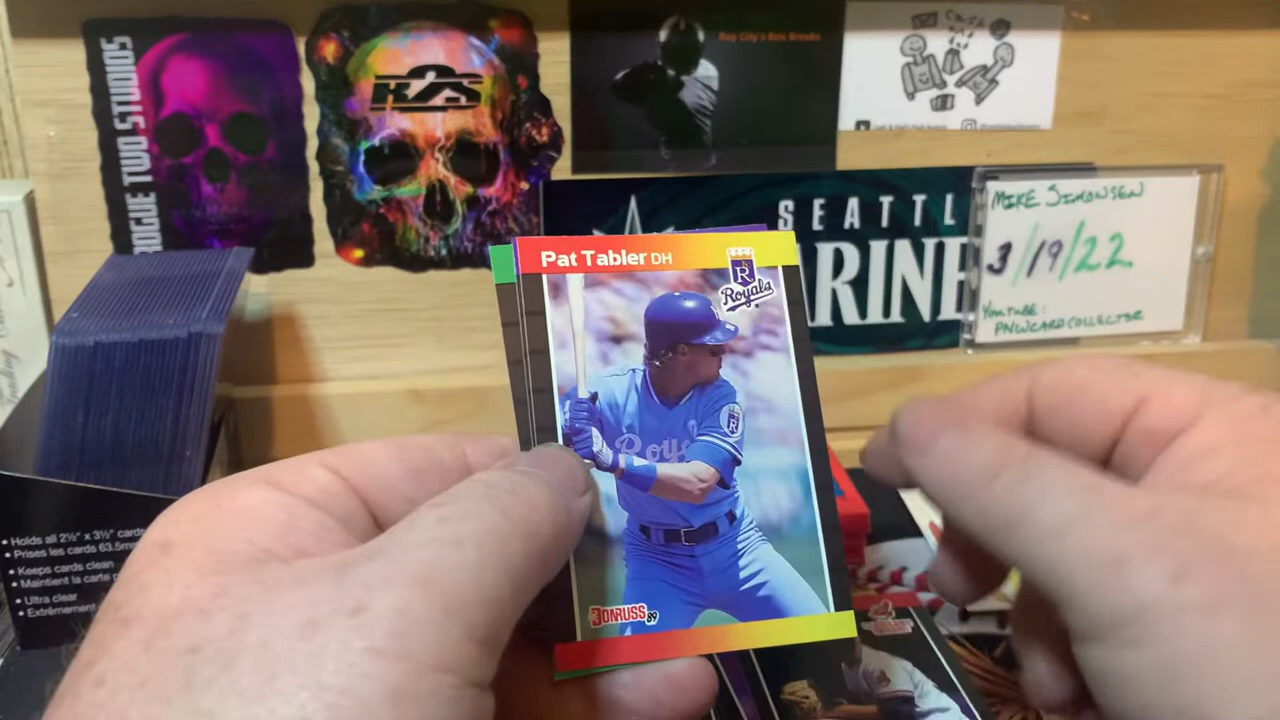 ROGUE TWO STUDIOS
R2S
Bay City's Box Breaks
Cash
SEATTL
ARINE
MIKE SIMONSEN
3/19/22
YOUTUBE:
PNWCARDCOLLECTOR
Pat Tabler DH
R
Royals
R
Royals
DONRUSS 89
• Holds all 2½" x 3½" cards
• Prises les cards 63.5m
• Keeps cards clean
• Maintient la carte p
• Ultra clear
• Extrêmement